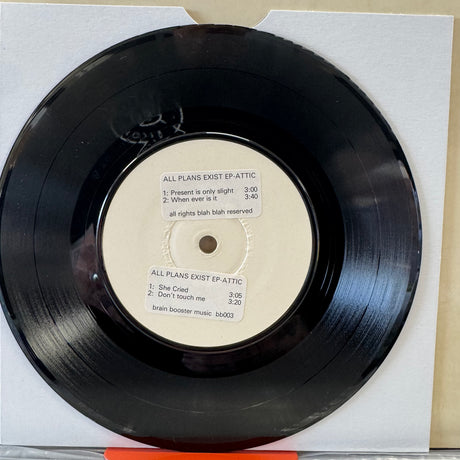 ALL PLANS EXIST EP-ATTIC
1: Present is only slight 3:00
2: When ever is it 3:40
all rights blah blah reserved
ALL PLANS EXIST EP-ATTIC
1: She Cried 3:05
2: Don't touch me 3:20
brain booster music bb003